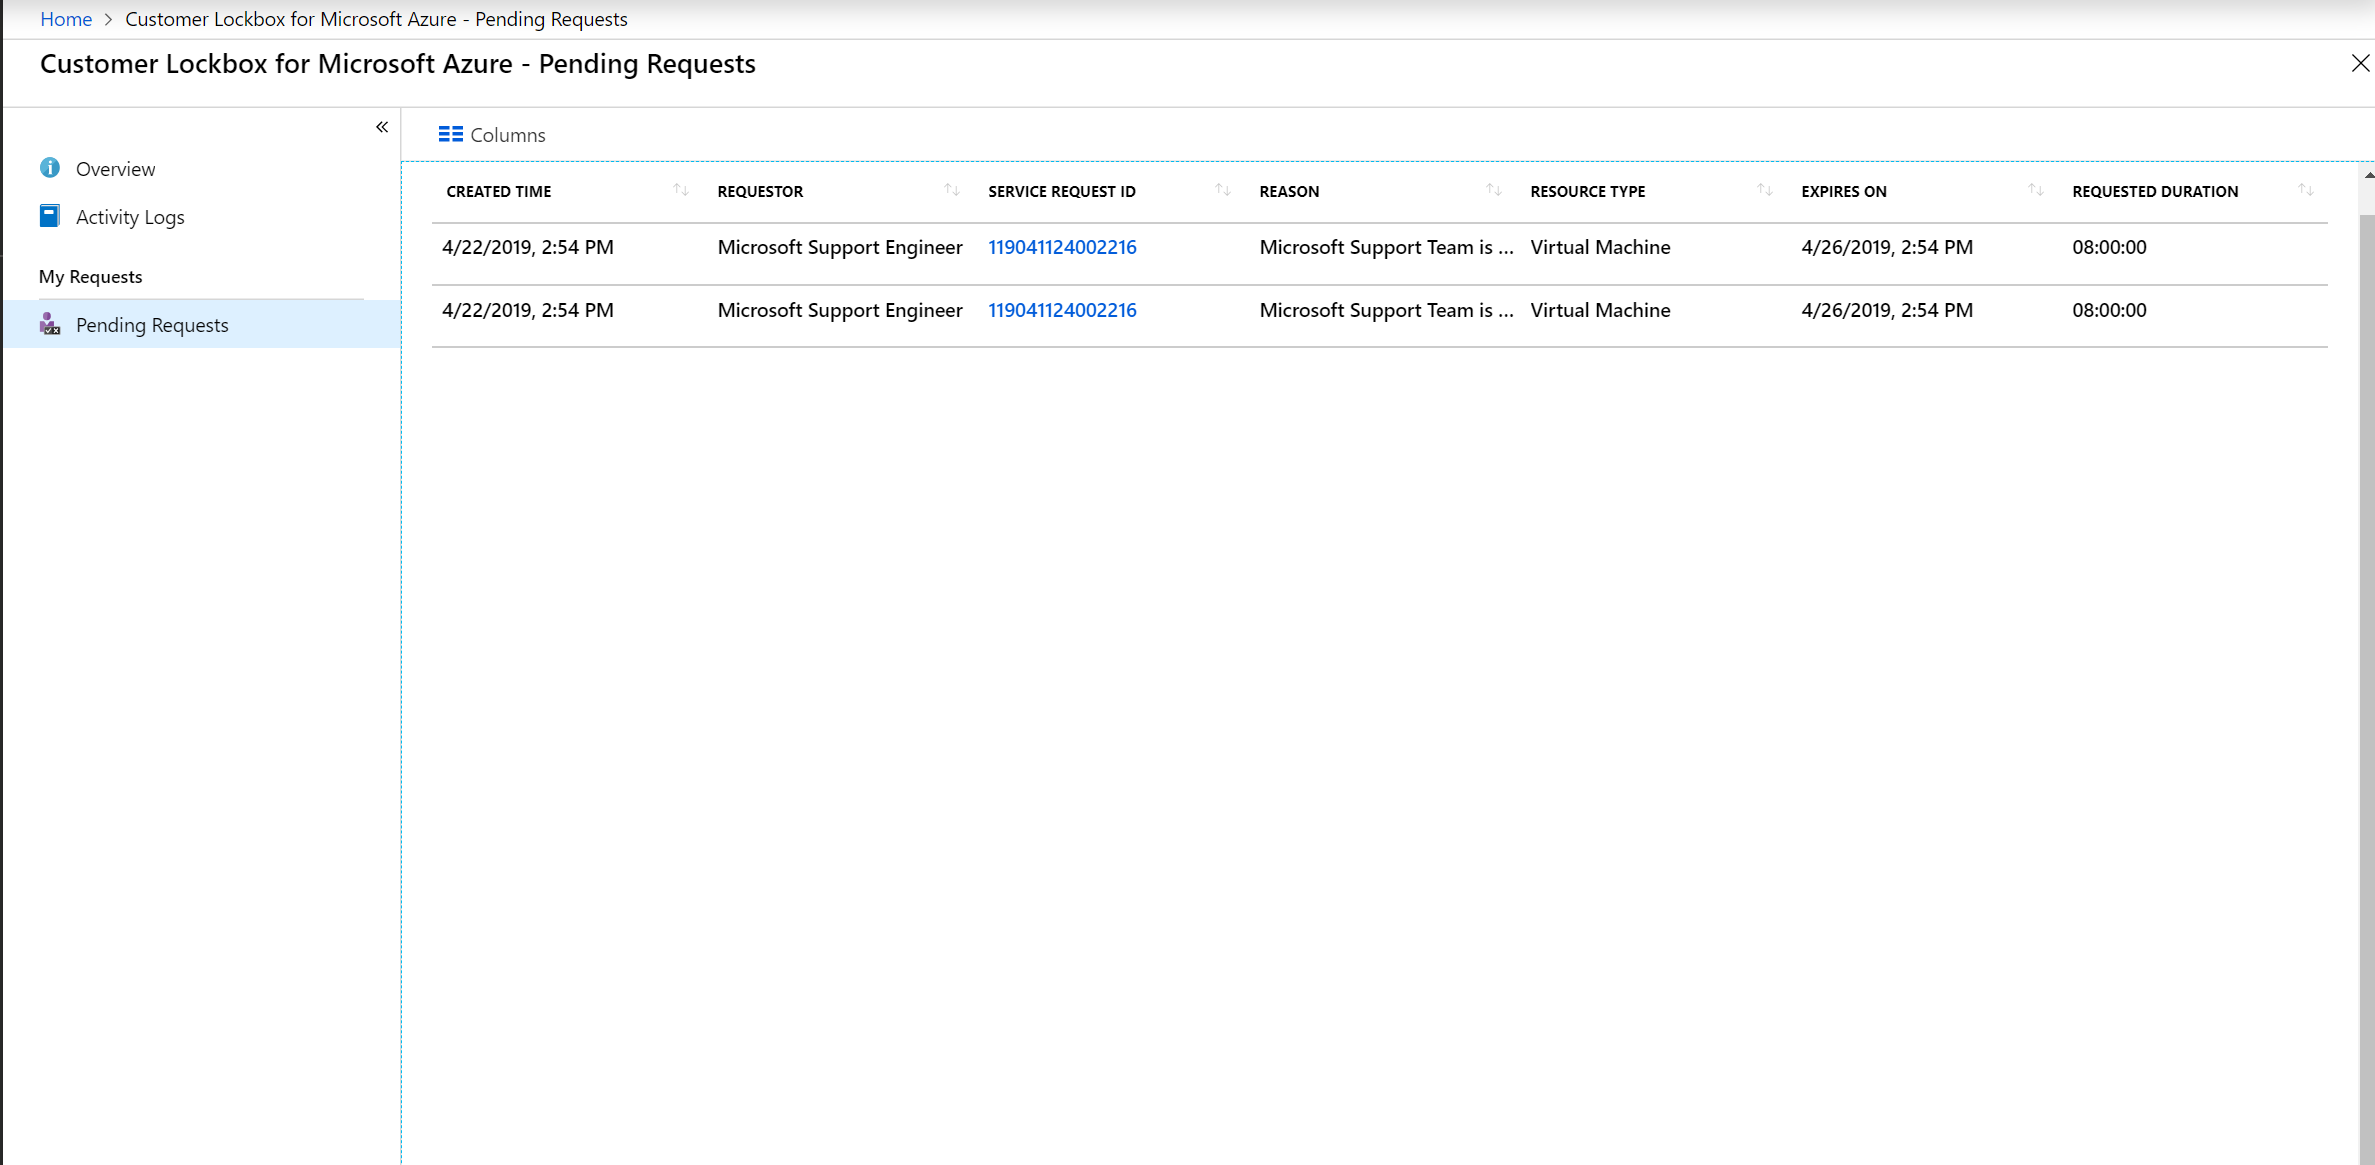 Home > Customer Lockbox for Microsoft Azure - Pending Requests
Customer Lockbox for Microsoft Azure - Pending Requests
Overview
Activity Logs
My Requests
Pending Requests
Columns
CREATED TIME REQUESTOR SERVICE REQUEST ID REASON RESOURCE TYPE EXPIRES ON REQUESTED DURATION
4/22/2019, 2:54 PM Microsoft Support Engineer 119041124002216 Microsoft Support Team is ... Virtual Machine 4/26/2019, 2:54 PM 08:00:00
4/22/2019, 2:54 PM Microsoft Support Engineer 119041124002216 Microsoft Support Team is ... Virtual Machine 4/26/2019, 2:54 PM 08:00:00